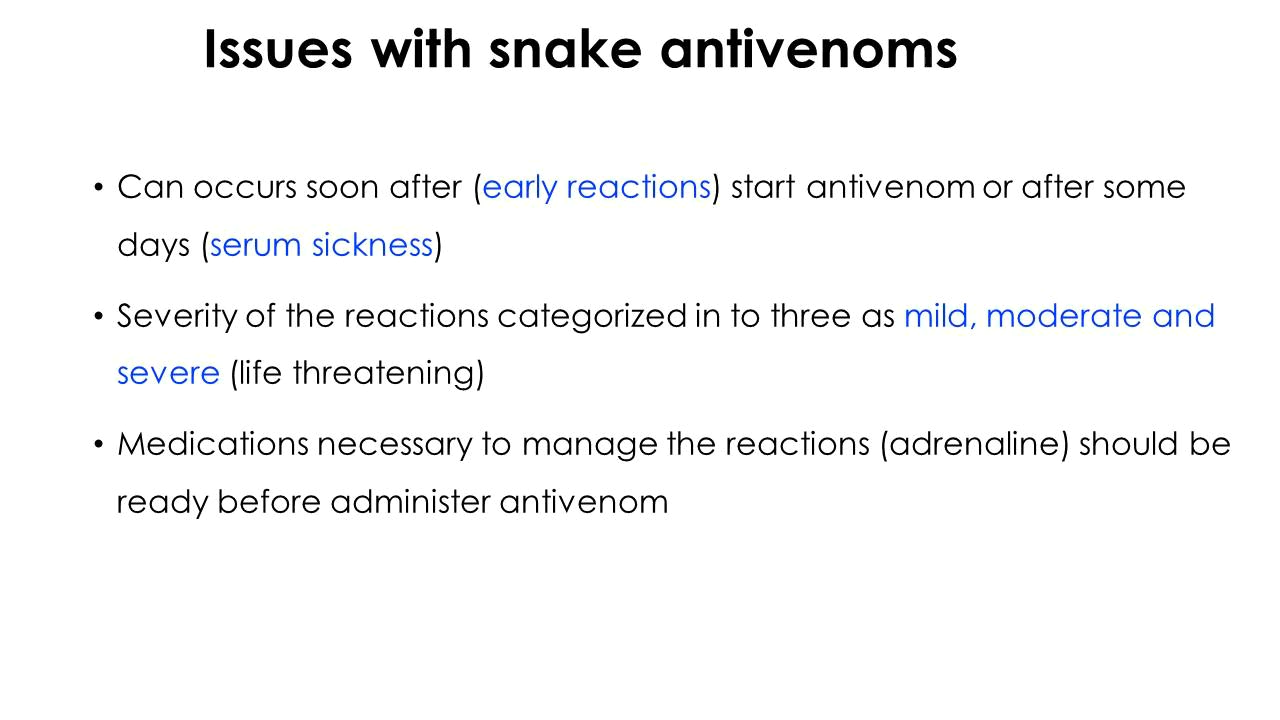 Issues with snake antivenoms
• Can occurs soon after (early reactions) start antivenom or after some
days (serum sickness)
• Severity of the reactions categorized in to three as mild, moderate and
severe (life threatening)
• Medications necessary to manage the reactions (adrenaline) should be
ready before administer antivenom